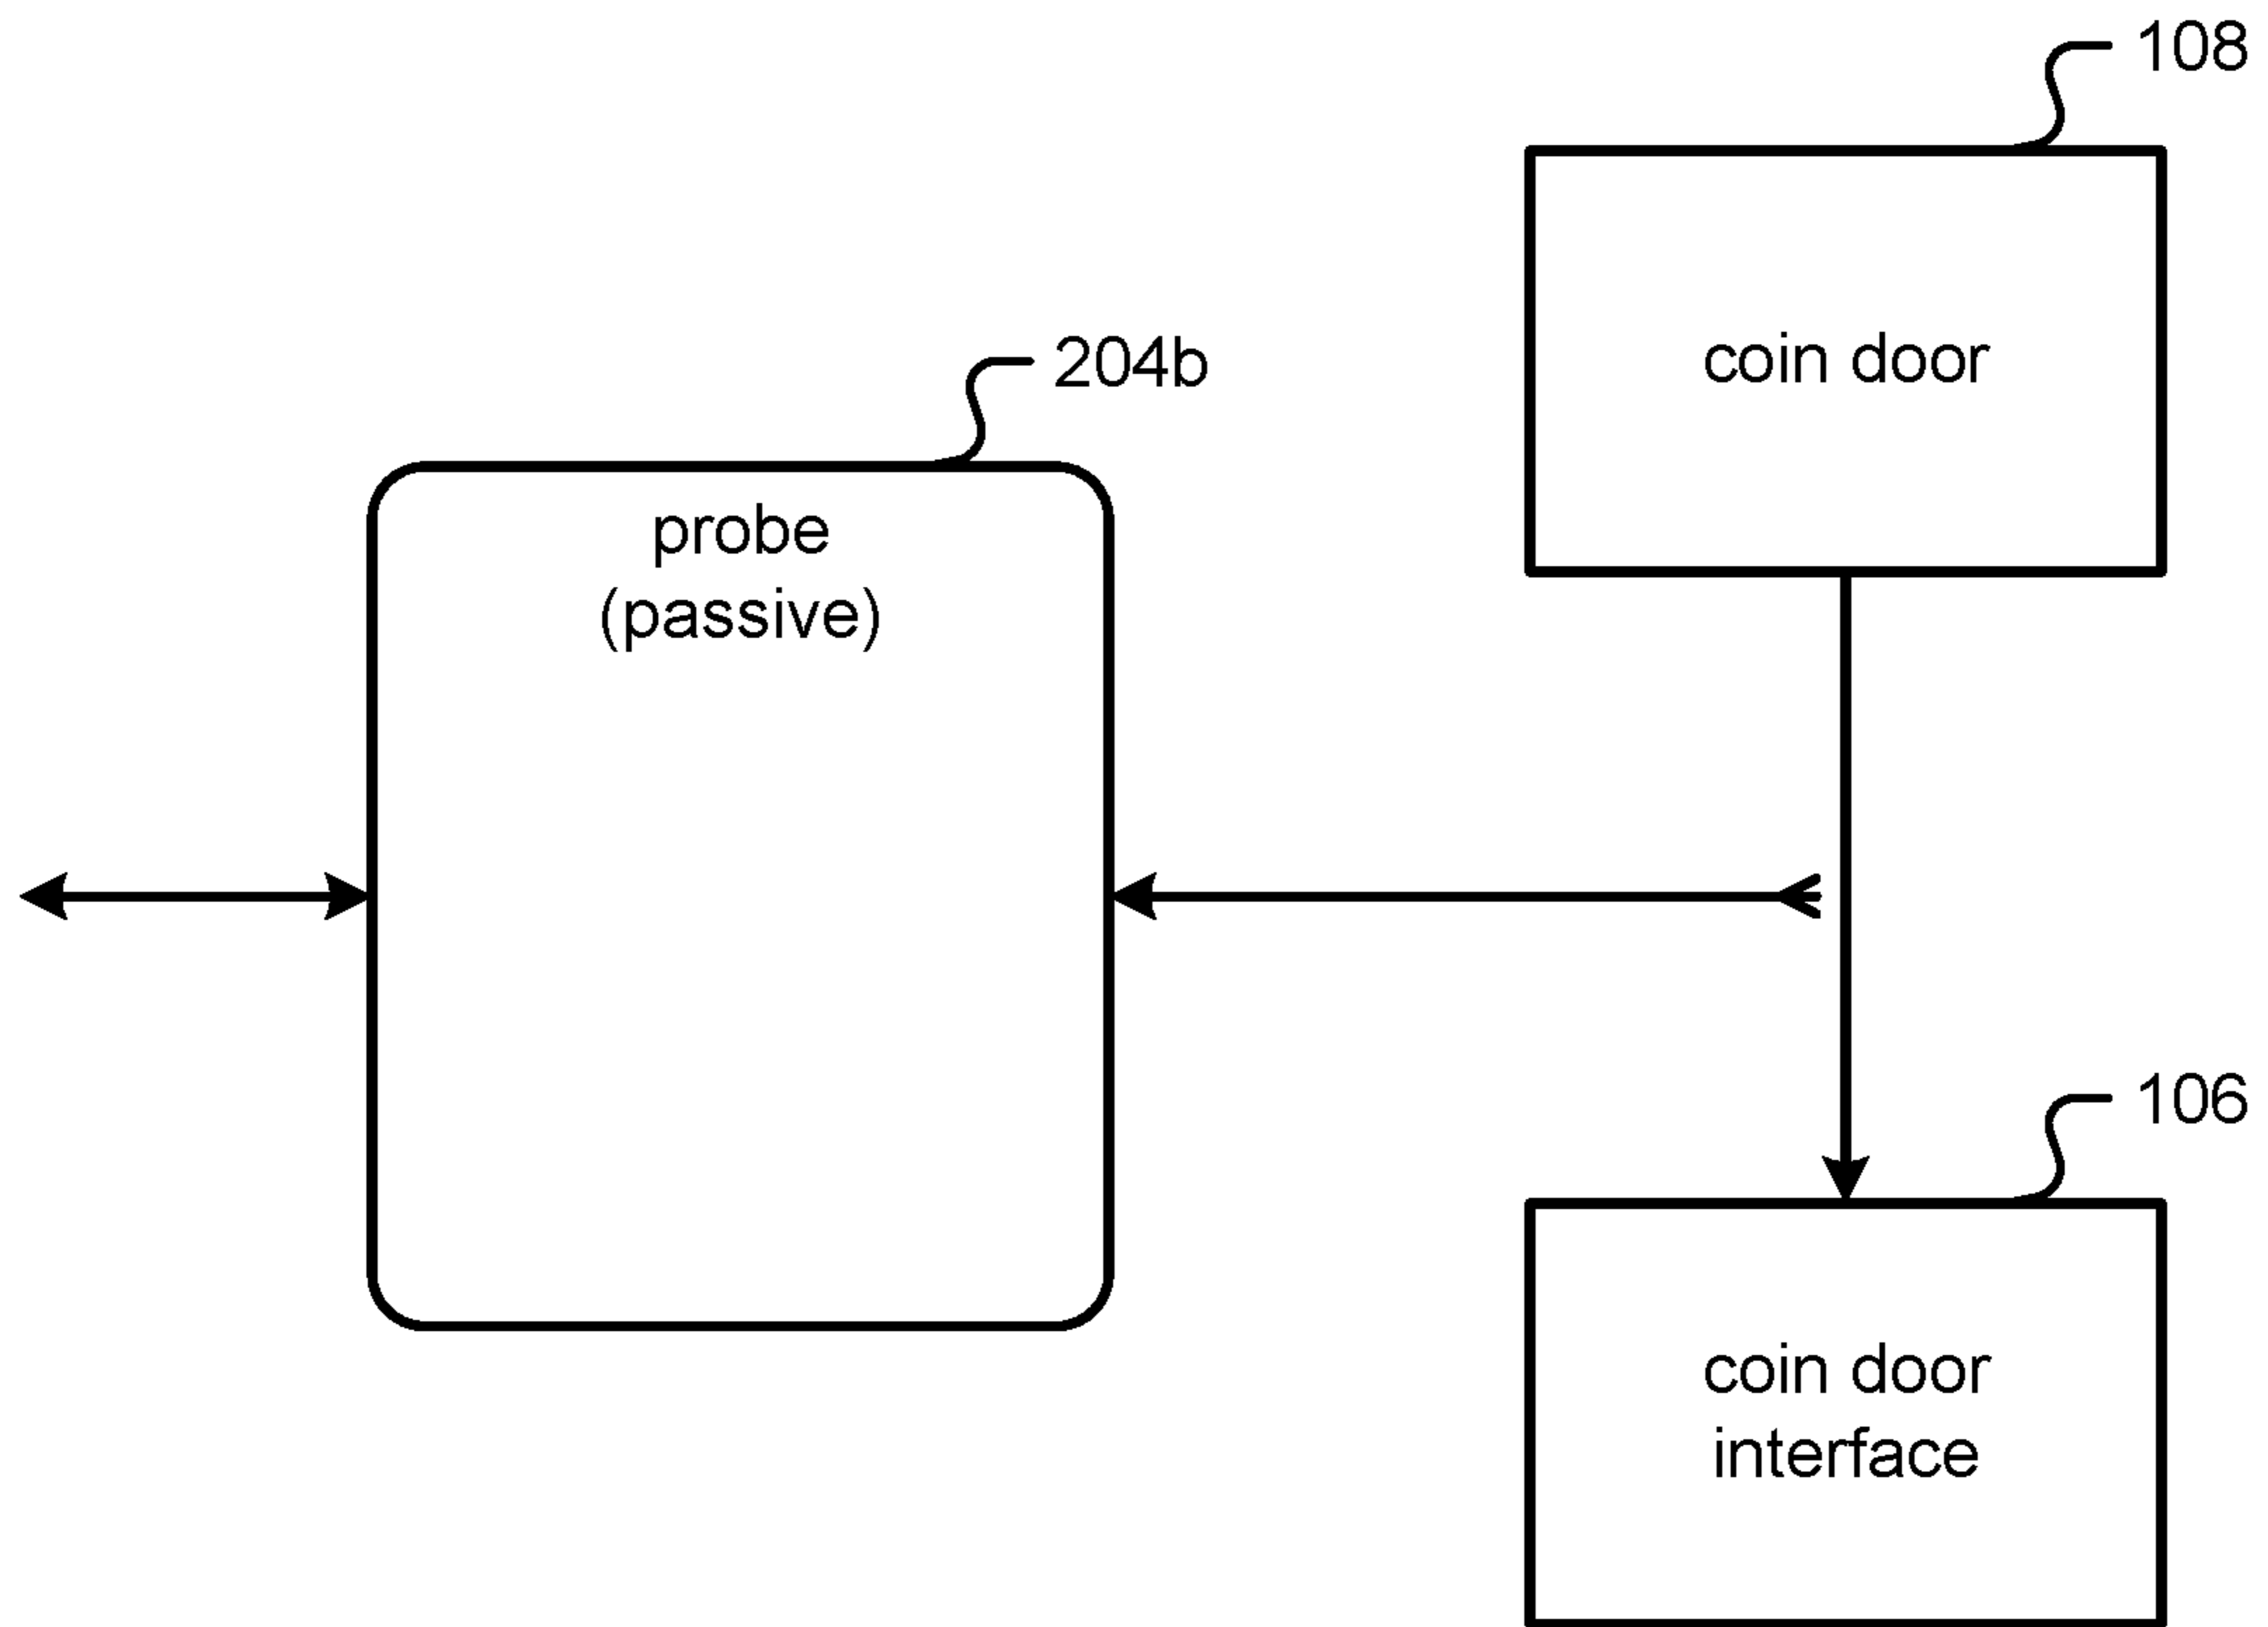 108
coin door
204b
probe
(passive)
106
coin door
interface